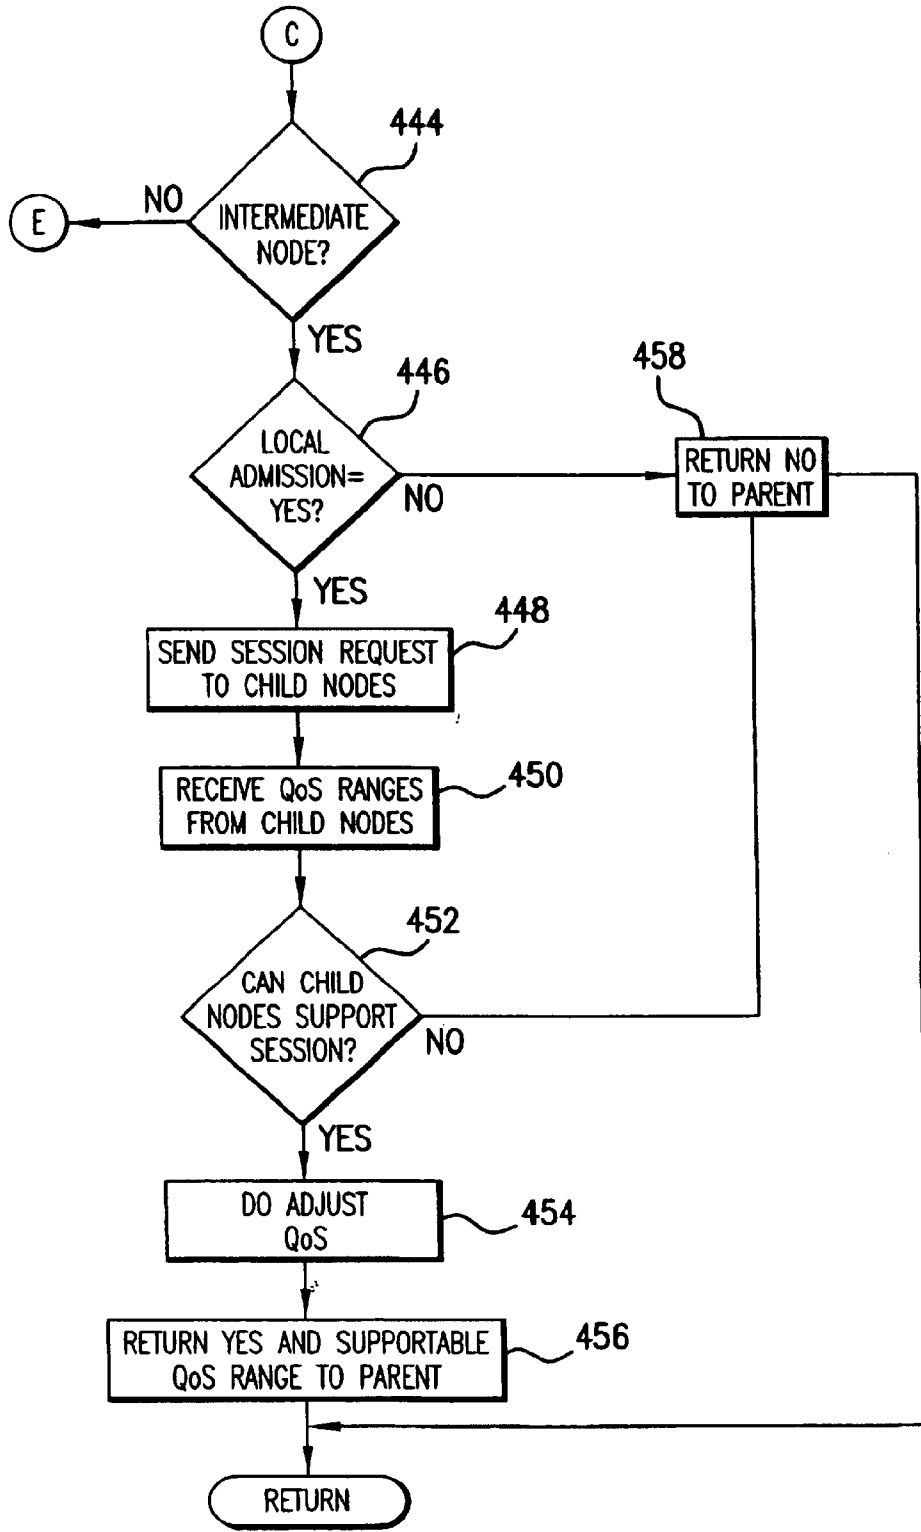 C
444
E
NO
INTERMEDIATE
NODE?
YES
446
458
LOCAL
ADMISSION=
YES?
NO
RETURN NO
TO PARENT
YES
448
SEND SESSION REQUEST
TO CHILD NODES
450
RECEIVE QoS RANGES
FROM CHILD NODES
452
CAN CHILD
NODES SUPPORT
SESSION?
NO
YES
DO ADJUST
QoS
454
RETURN YES AND SUPPORTABLE
QoS RANGE TO PARENT
456
RETURN